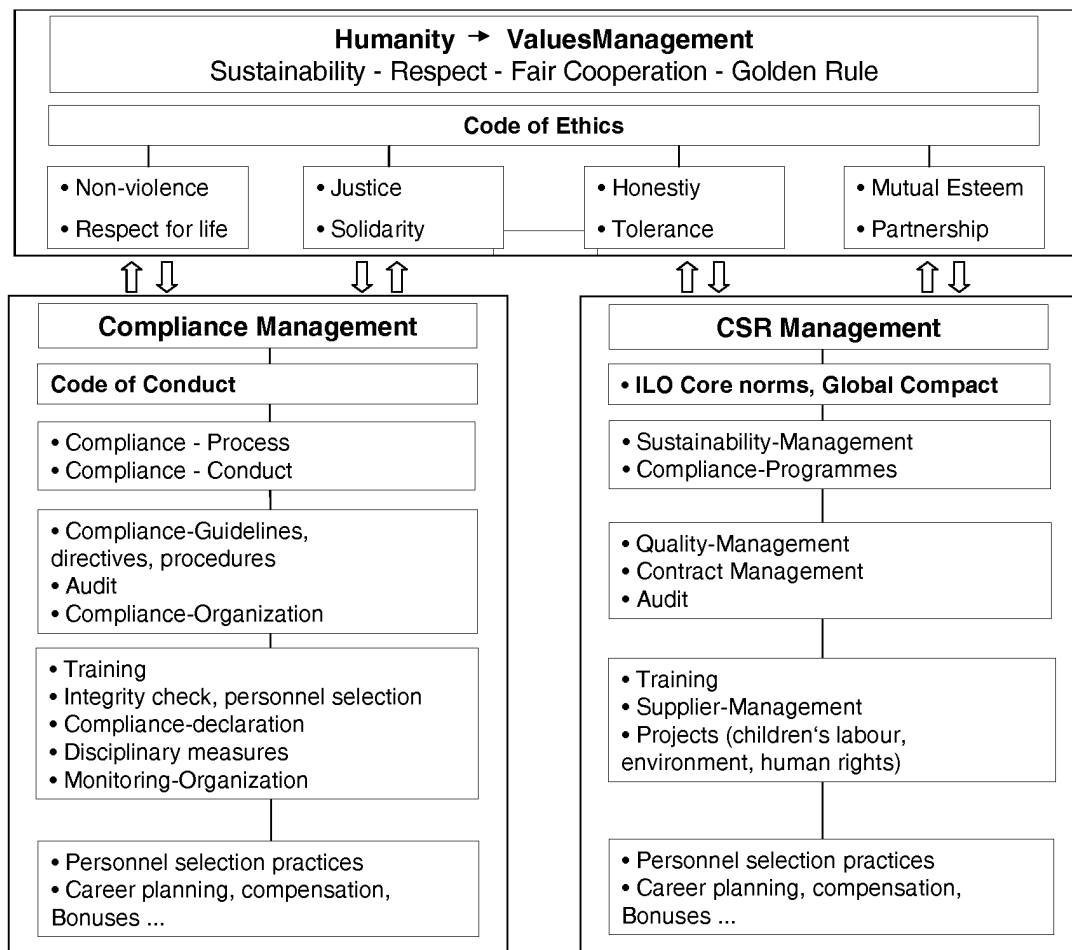 Humanity → ValuesManagement
Sustainability - Respect - Fair Cooperation - Golden Rule
Code of Ethics
• Non-violence
• Respect for life
• Justice
• Solidarity
• Honestiy
• Tolerance
• Mutual Esteem
• Partnership
Compliance Management
Code of Conduct
• Compliance - Process
• Compliance - Conduct
• Compliance-Guidelines,
directives, procedures
• Audit
• Compliance-Organization
• Training
• Integrity check, personnel selection
• Compliance-declaration
• Disciplinary measures
• Monitoring-Organization
• Personnel selection practices
• Career planning, compensation,
Bonuses ...
CSR Management
• ILO Core norms, Global Compact
• Sustainability-Management
• Compliance-Programmes
• Quality-Management
• Contract Management
• Audit
• Training
• Supplier-Management
• Projects (children‘s labour,
environment, human rights)
• Personnel selection practices
• Career planning, compensation,
Bonuses ...